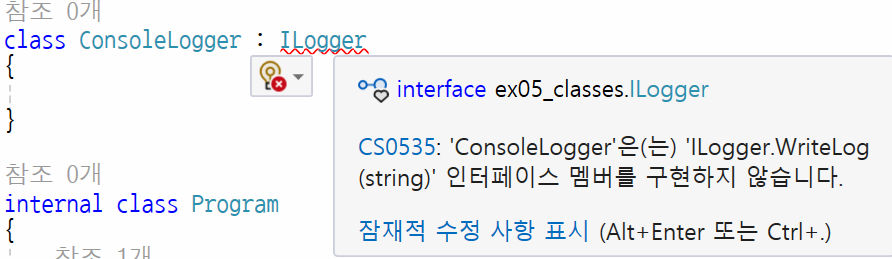 참조 0개
class ConsoleLogger : ILogger
{
interface ex05_classes.ILogger
}
CS0535: 'ConsoleLogger'은(는) 'ILogger.WriteLog
(string)' 인터페이스 멤버를 구현하지 않습니다.
잠재적 수정 사항 표시 (Alt+Enter 또는 Ctrl+.)
참조 0개
internal class Program
{
참조 1개